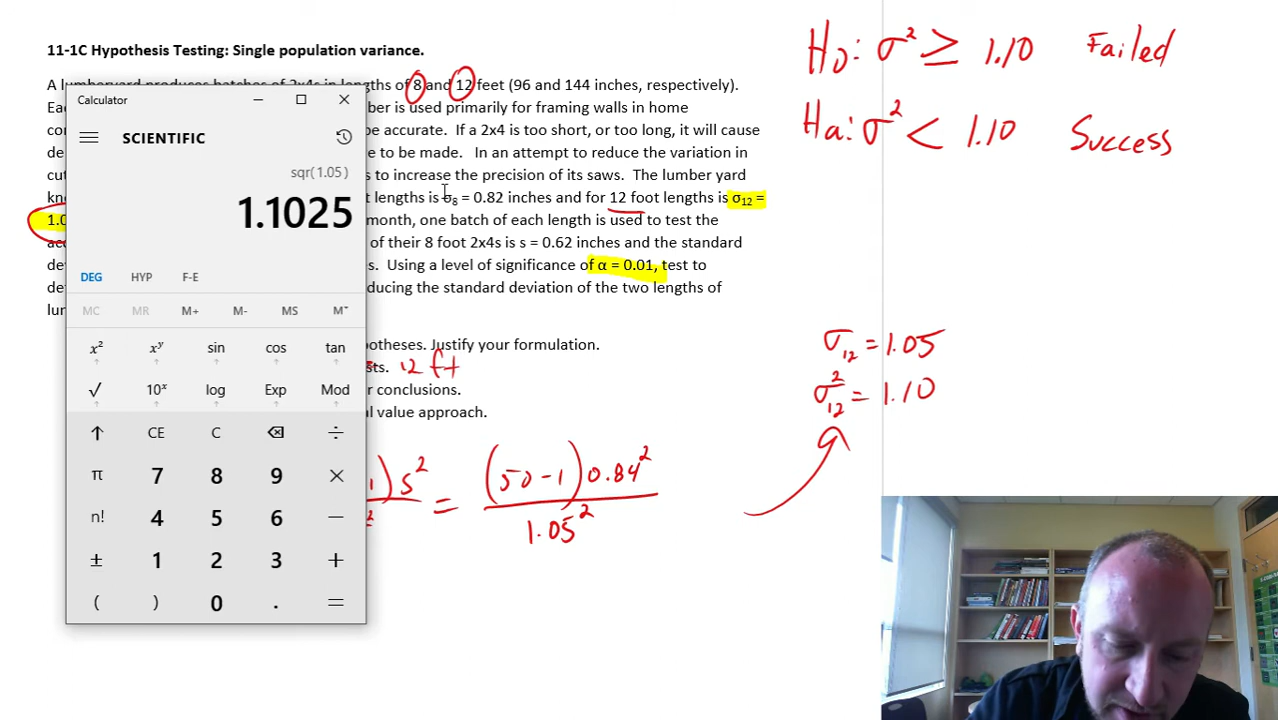 11-1C Hypothesis Testing: Single population variance.
A lumberyard produces batches of 2x4s in lengths of 8 and 12 feet (96 and 144 inches, respectively).
ber is used primarily for framing walls in home
be accurate. If a 2x4 is too short, or too long, it will cause
e to be made. In an attempt to reduce the variation in
s to increase the precision of its saws. The lumber yard
t lengths is σ8 = 0.82 inches and for 12 foot lengths is σ12 =
month, one batch of each length is used to test the
of their 8 foot 2x4s is s = 0.62 inches and the standard
s. Using a level of significance of α = 0.01, test to
ducing the standard deviation of the two lengths of
otheses. Justify your formulation.
sts. 12 ft
r conclusions.
al value approach.
1) s² = (50-1)0.84² / 1.05²
Ho: σ² ≥ 1.10 Failed
Ha: σ² < 1.10 Success
σ12 = 1.05
σ²12 = 1.10
Calculator
SCIENTIFIC
sqr(1.05)
1.1025
DEG HYP F-E
MC MR M+ M- MS M˅
x² xʸ sin cos tan
√ 10ˣ log Exp Mod
↑ CE C ⌫ ÷
π 7 8 9 ×
n! 4 5 6 −
± 1 2 3 +
( ) 0 . =